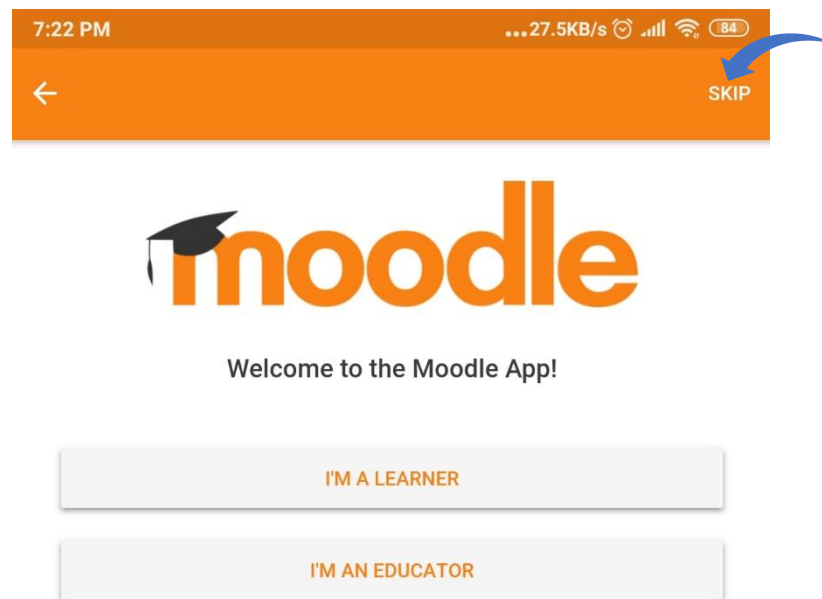 7:22 PM ...27.5KB/s 84
SKIP
moodle
Welcome to the Moodle App!
I'M A LEARNER
I'M AN EDUCATOR